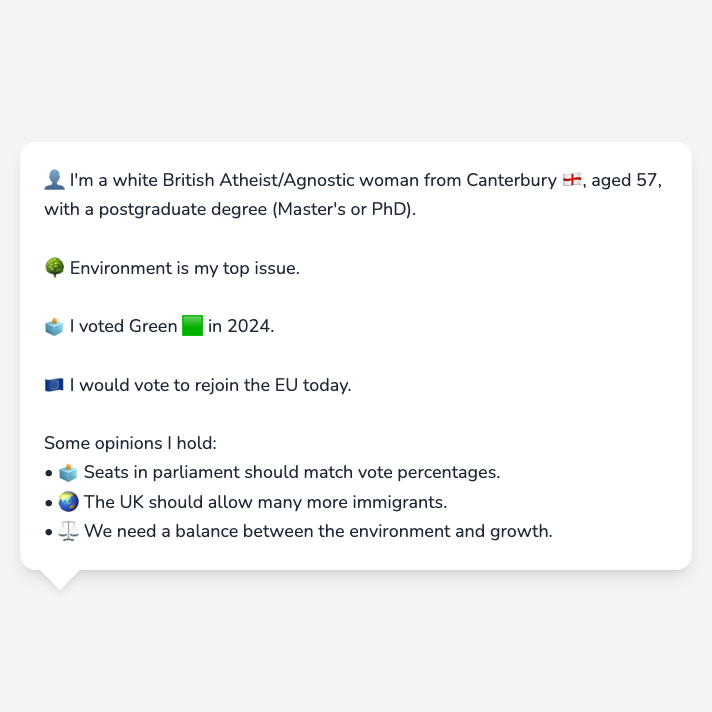 👤 I'm a white British Atheist/Agnostic woman from Canterbury 🏴󠁧󠁢󠁥󠁮󠁧󠁿, aged 57,
with a postgraduate degree (Master's or PhD).
🌳 Environment is my top issue.
🗳️ I voted Green 🟩 in 2024.
🇪🇺 I would vote to rejoin the EU today.
Some opinions I hold:
• 🗳️ Seats in parliament should match vote percentages.
• 🌏 The UK should allow many more immigrants.
• ⚖️ We need a balance between the environment and growth.